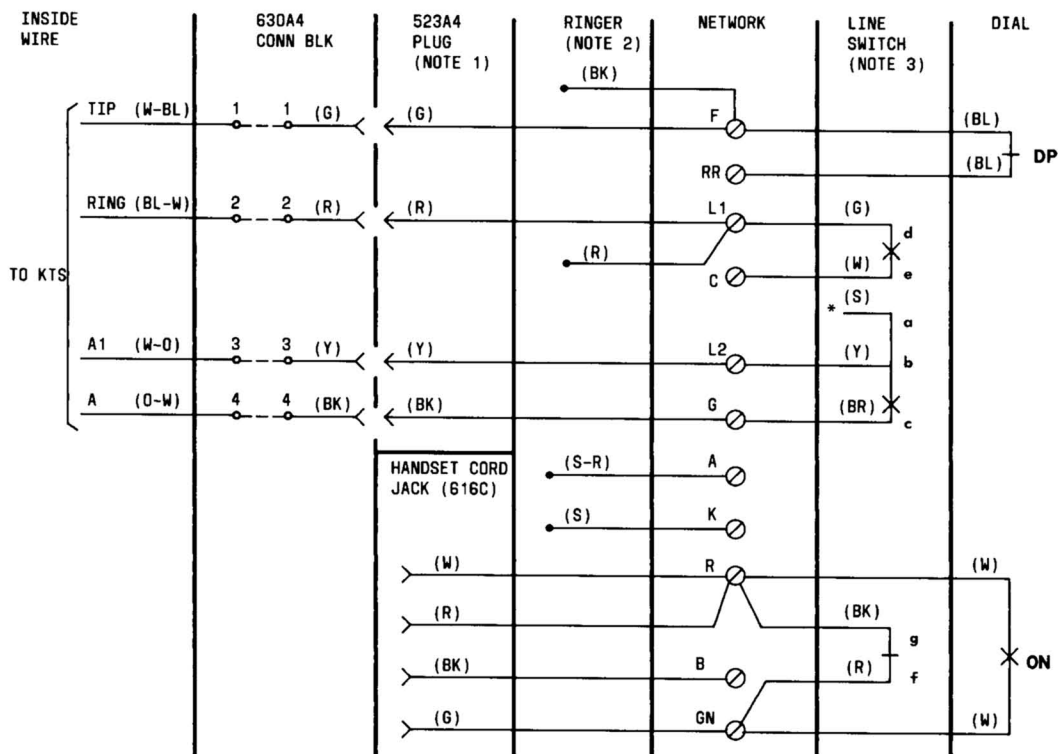 INSIDE WIRE
630A4 CONN BLK
523A4 PLUG (NOTE 1)
RINGER (NOTE 2)
NETWORK
LINE SWITCH (NOTE 3)
DIAL
(BK)
TIP (W-BL) 1 1 (G) (G) F (BL)
DP
RR (BL)
RING (BL-W) 2 2 (R) (R) L1 (G)
d
(R)
C (W) e
TO KTS
* (S)
a
A1 (W-O) 3 3 (Y) (Y) L2 (Y) b
A (O-W) 4 4 (BK) (BK) G (BR) c
HANDSET CORD JACK (616C)
(S-R) A
(S) K
(W) R (W)
(R) (BK)
g
(BK) B (R) f
ON
(G) GN (W)